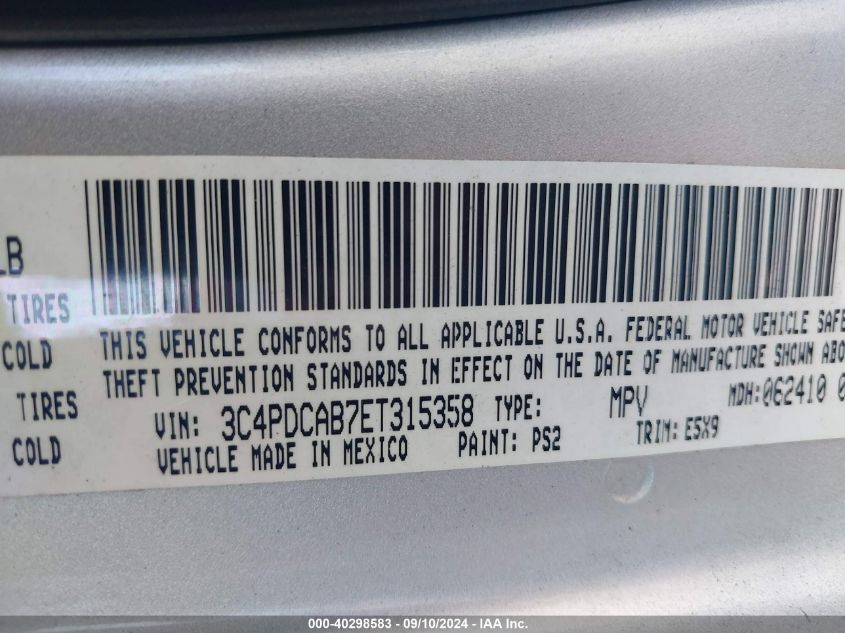 LB
TIRES
COLD
TIRES
COLD
THIS VEHICLE CONFORMS TO ALL APPLICABLE U.S.A. FEDERAL MOTOR VEHICLE SAFE
THEFT PREVENTION STANDARDS IN EFFECT ON THE DATE OF MANUFACTURE SHOWN ABO
VIN: 3C4PDCAB7ET315358 TYPE: MPV MDH:062410 0
VEHICLE MADE IN MEXICO PAINT: PS2 TRIM: E5X9
000-40298583 - 09/10/2024 - IAA Inc.